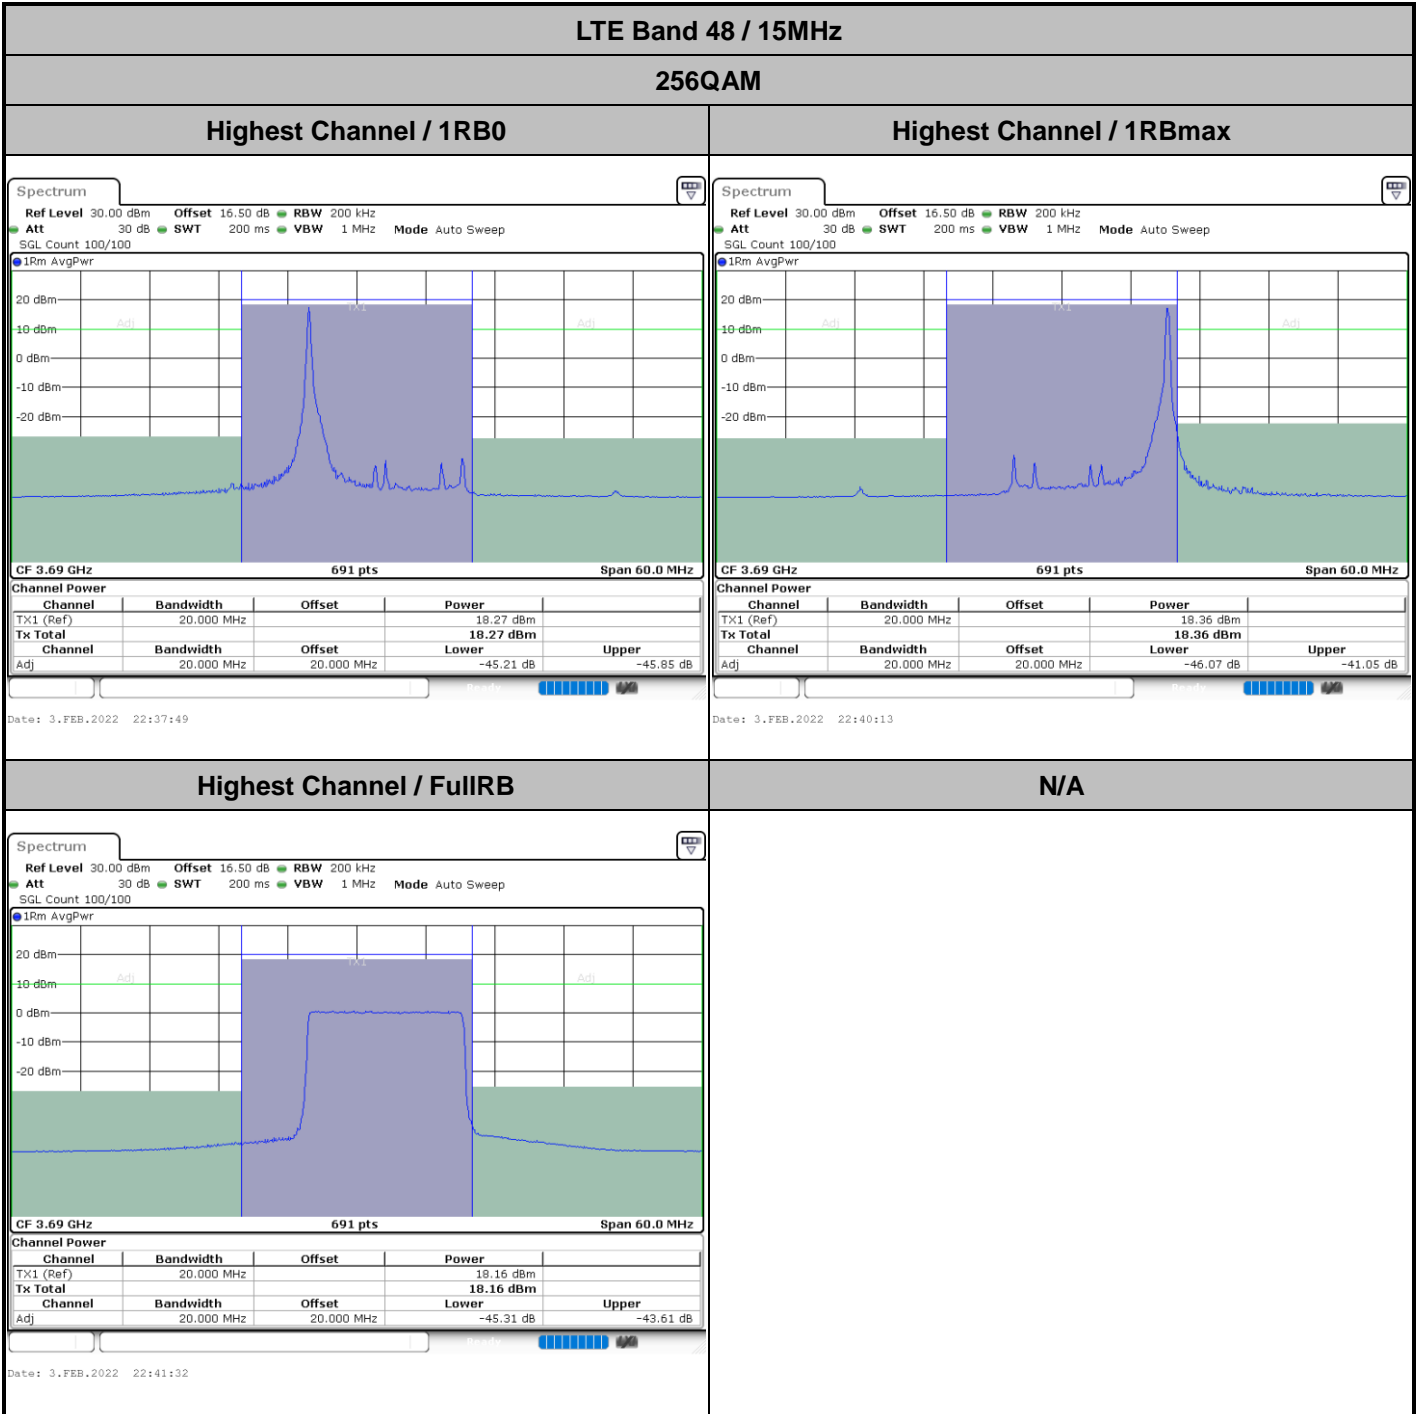 LTE Band 48 / 15MHz
256QAM
Highest Channel / 1RB0
Highest Channel / 1RBmax
Spectrum
Ref Level 30.00 dBm Offset 16.50 dB RBW 200 kHz
Att 30 dB SWT 200 ms VBW 1 MHz Mode Auto Sweep
SGL Count 100/100
1Rm AvgPwr
20 dBm
10 dBm
0 dBm
-10 dBm
-20 dBm
Adj
TX1
Adj
CF 3.69 GHz 691 pts Span 60.0 MHz
Channel Power
Channel Bandwidth Offset Power
TX1 (Ref) 20.000 MHz 18.27 dBm
Tx Total 18.27 dBm
Channel Bandwidth Offset Lower Upper
Adj 20.000 MHz 20.000 MHz -45.21 dB -45.85 dB
Ready
Date: 3.FEB.2022 22:37:49
Spectrum
Ref Level 30.00 dBm Offset 16.50 dB RBW 200 kHz
Att 30 dB SWT 200 ms VBW 1 MHz Mode Auto Sweep
SGL Count 100/100
1Rm AvgPwr
20 dBm
10 dBm
0 dBm
-10 dBm
-20 dBm
Adj
TX1
Adj
CF 3.69 GHz 691 pts Span 60.0 MHz
Channel Power
Channel Bandwidth Offset Power
TX1 (Ref) 20.000 MHz 18.36 dBm
Tx Total 18.36 dBm
Channel Bandwidth Offset Lower Upper
Adj 20.000 MHz 20.000 MHz -46.07 dB -41.05 dB
Ready
Date: 3.FEB.2022 22:40:13
Highest Channel / FullRB
N/A
Spectrum
Ref Level 30.00 dBm Offset 16.50 dB RBW 200 kHz
Att 30 dB SWT 200 ms VBW 1 MHz Mode Auto Sweep
SGL Count 100/100
1Rm AvgPwr
20 dBm
10 dBm
0 dBm
-10 dBm
-20 dBm
Adj
TX1
Adj
CF 3.69 GHz 691 pts Span 60.0 MHz
Channel Power
Channel Bandwidth Offset Power
TX1 (Ref) 20.000 MHz 18.16 dBm
Tx Total 18.16 dBm
Channel Bandwidth Offset Lower Upper
Adj 20.000 MHz 20.000 MHz -45.31 dB -43.61 dB
Ready
Date: 3.FEB.2022 22:41:32